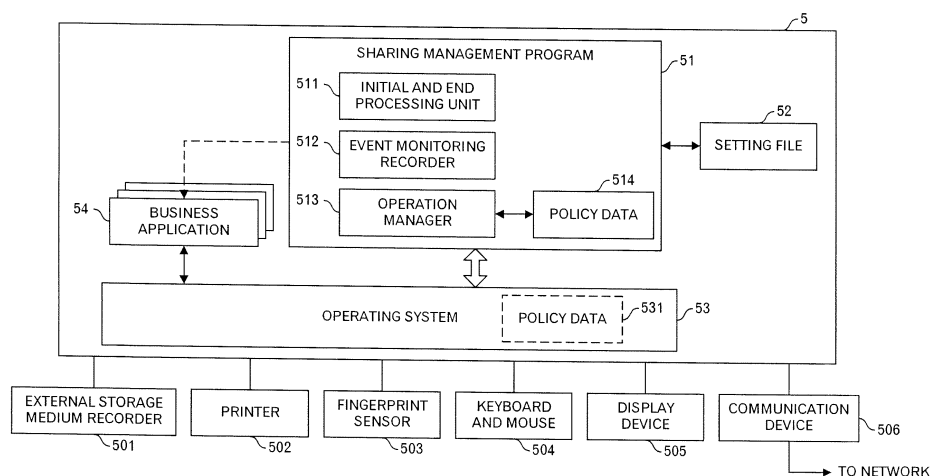 5
SHARING MANAGEMENT PROGRAM
51
511
INITIAL AND END
PROCESSING UNIT
52
SETTING FILE
512
EVENT MONITORING
RECORDER
514
54
BUSINESS
APPLICATION
513
OPERATION
MANAGER
POLICY DATA
OPERATING SYSTEM
POLICY DATA
531
53
EXTERNAL STORAGE
MEDIUM RECORDER
501
PRINTER
502
FINGERPRINT
SENSOR
503
KEYBOARD
AND MOUSE
504
DISPLAY
DEVICE
505
COMMUNICATION
DEVICE
506
TO NETWORK